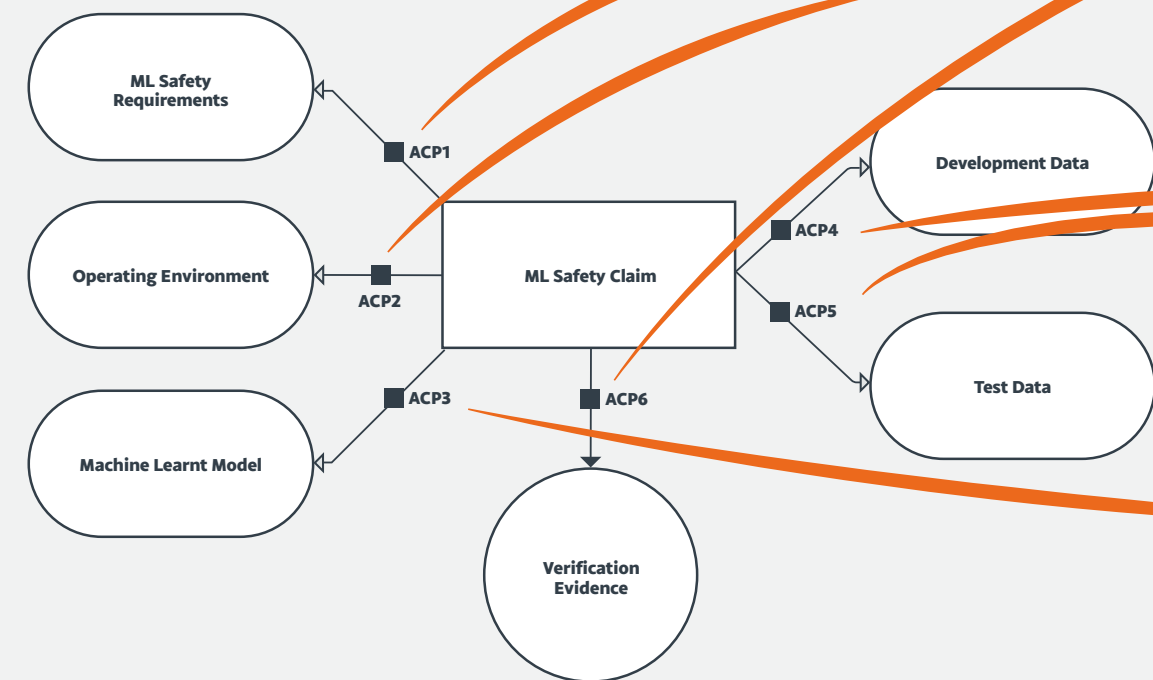 ML Safety
Requirements
ACP1
Development Data
ACP4
Operating Environment
ACP2
ML Safety Claim
ACP5
Test Data
ACP3
ACP6
Machine Learnt Model
Verification
Evidence